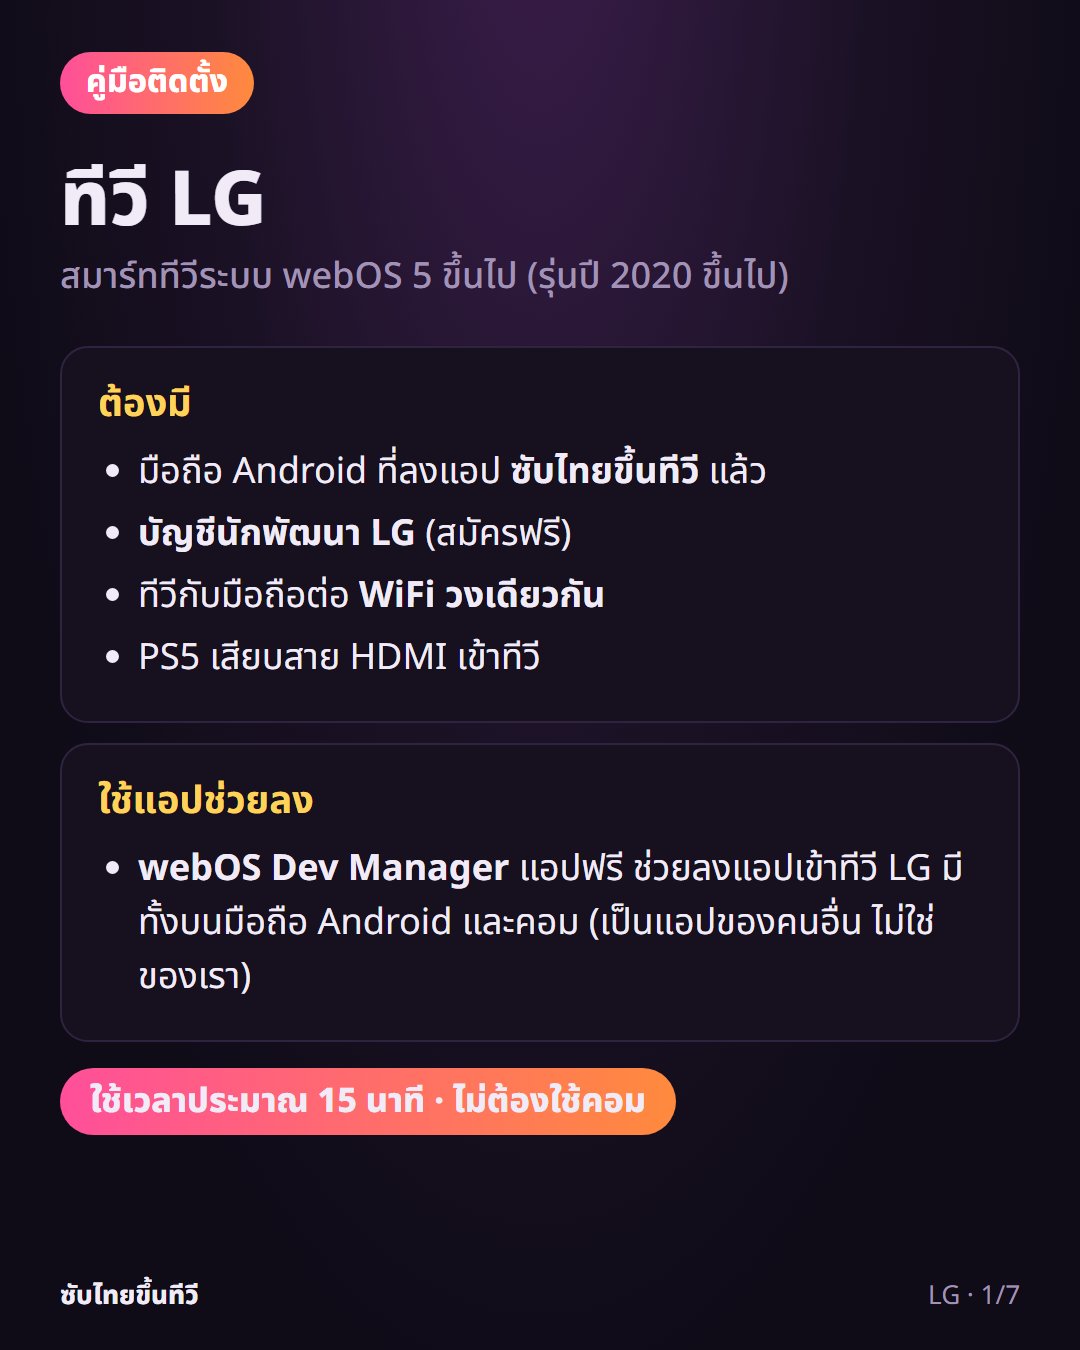 คู่มือติดตั้ง
ทีวี LG
สมาร์ททีวีระบบ webOS 5 ขึ้นไป (รุ่นปี 2020 ขึ้นไป)
ต้องมี
• มือถือ Android ที่ลงแอป ซับไทยขึ้นทีวี แล้ว
• บัญชีนักพัฒนา LG (สมัครฟรี)
• ทีวีกับมือถือต่อ WiFi วงเดียวกัน
• PS5 เสียบสาย HDMI เข้าทีวี
ใช้แอปช่วยลง
• webOS Dev Manager แอปฟรี ช่วยลงแอปเข้าทีวี LG มี
ทั้งบนมือถือ Android และคอม (เป็นแอปของคนอื่น ไม่ใช่
ของเรา)
ใช้เวลาประมาณ 15 นาที · ไม่ต้องใช้คอม
ซับไทยขึ้นทีวี
LG · 1/7